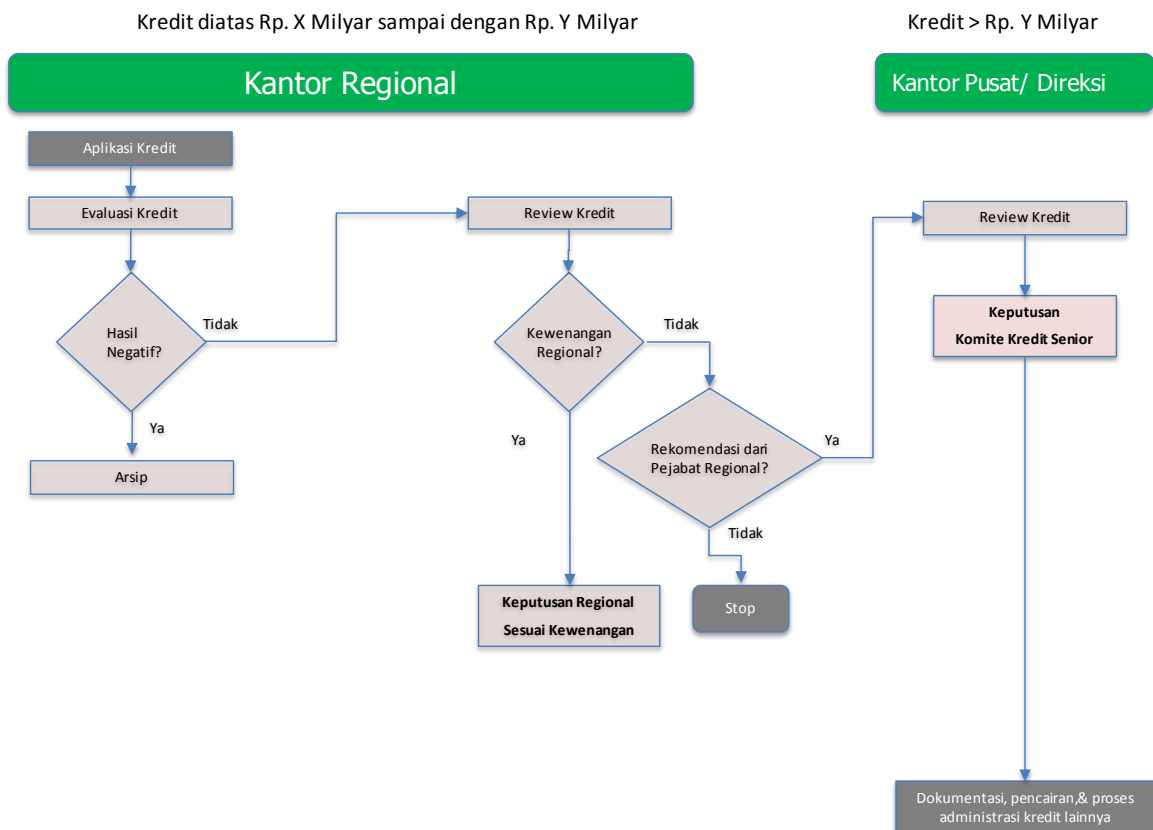 Kredit diatas Rp. X Milyar sampai dengan Rp. Y Milyar
Kredit > Rp. Y Milyar
Kantor Regional
Kantor Pusat/ Direksi
Aplikasi Kredit
Evaluasi Kredit
Review Kredit
Review Kredit
Hasil
Negatif?
Tidak
Ya
Arsip
Kewenangan
Regional?
Tidak
Ya
Keputusan
Komite Kredit Senior
Rekomendasi dari
Pejabat Regional?
Ya
Tidak
Stop
Keputusan Regional
Sesuai Kewenangan
Dokumentasi, pencairan,& proses
administrasi kredit lainnya